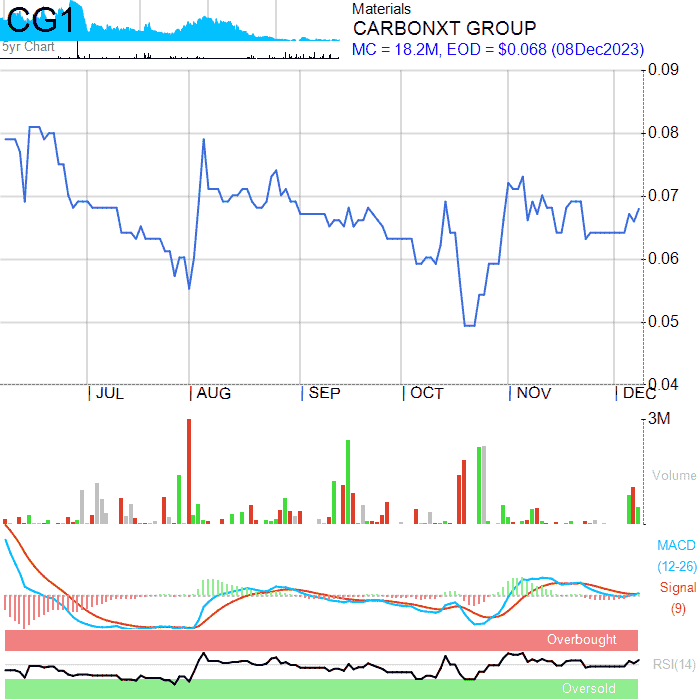 CG1
5yr Chart
Materials
CARBONXT GROUP
MC = 18.2M, EOD = $0.068 (08Dec2023)
0.09
0.08
0.07
0.06
0.05
0.04
JUL AUG SEP OCT NOV DEC
3M
Volume
MACD
(12-26)
Signal
(9)
Overbought
RSI(14)
Oversold